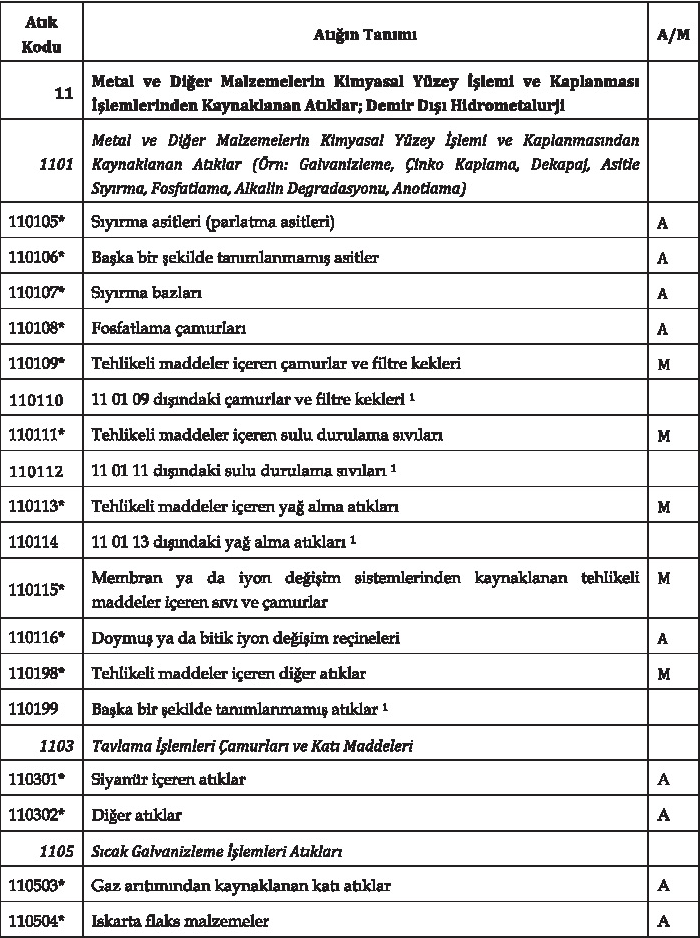 Atık Kodu Atığın Tanımı A/M
11 Metal ve Diğer Malzemelerin Kimyasal Yüzey İşlemi ve Kaplanması
İşlemlerinden Kaynaklanan Atıklar; Demir Dışı Hidrometalurji
1101 Metal ve Diğer Malzemelerin Kimyasal Yüzey İşlemi ve Kaplanmasından
Kaynaklanan Atıklar (Örn: Galvanizleme, Çinko Kaplama, Dekapaj, Asitle
Sıyırma, Fosfatlama, Alkalin Degradasyonu, Anotlama)
110105* Sıyırma asitleri (parlatma asitleri) A
110106* Başka bir şekilde tanımlanmamış asitler A
110107* Sıyırma bazları A
110108* Fosfatlama çamurları A
110109* Tehlikeli maddeler içeren çamurlar ve filtre kekleri M
110110 11 01 09 dışındaki çamurlar ve filtre kekleri ¹
110111* Tehlikeli maddeler içeren sulu durulama sıvıları M
110112 11 01 11 dışındaki sulu durulama sıvıları ¹
110113* Tehlikeli maddeler içeren yağ alma atıkları M
110114 11 01 13 dışındaki yağ alma atıkları ¹
110115* Membran ya da iyon değişim sistemlerinden kaynaklanan tehlikeli M
maddeler içeren sıvı ve çamurlar
110116* Doymuş ya da bitik iyon değişim reçineleri A
110198* Tehlikeli maddeler içeren diğer atıklar M
110199 Başka bir şekilde tanımlanmamış atıklar ¹
1103 Tavlama İşlemleri Çamurları ve Katı Maddeleri
110301* Siyanür içeren atıklar A
110302* Diğer atıklar A
1105 Sıcak Galvanizleme İşlemleri Atıkları
110503* Gaz arıtımından kaynaklanan katı atıklar A
110504* Iskarta flaks malzemeler A